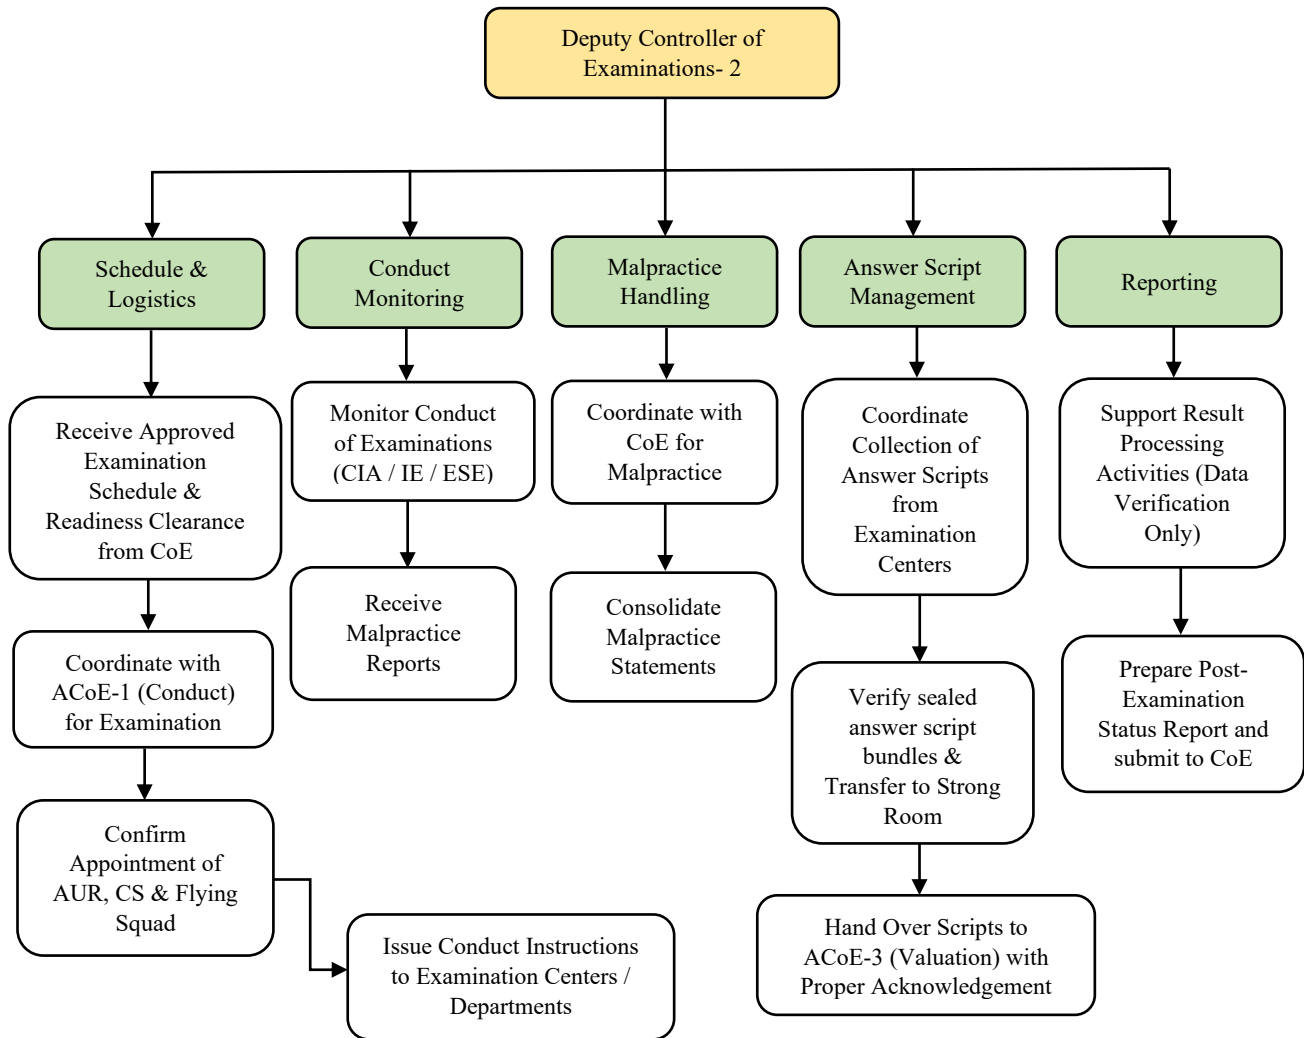 Deputy Controller of
Examinations- 2
Schedule &
Logistics
Conduct
Monitoring
Malpractice
Handling
Answer Script
Management
Reporting
Receive Approved
Examination
Schedule &
Readiness Clearance
from CoE
Monitor Conduct
of Examinations
(CIA / IE / ESE)
Coordinate with
CoE for
Malpractice
Coordinate
Collection of
Answer Scripts
from
Examination
Centers
Support Result
Processing
Activities (Data
Verification
Only)
Coordinate with
ACoE-1 (Conduct)
for Examination
Receive
Malpractice
Reports
Consolidate
Malpractice
Statements
Verify sealed
answer script
bundles &
Transfer to Strong
Room
Prepare Post-
Examination
Status Report and
submit to CoE
Confirm
Appointment of
AUR, CS & Flying
Squad
Issue Conduct Instructions
to Examination Centers /
Departments
Hand Over Scripts to
ACoE-3 (Valuation) with
Proper Acknowledgement